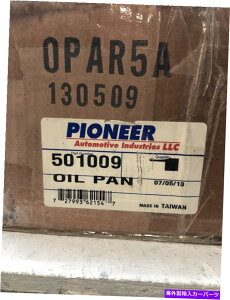 OPAR5A
130509
PIONEER
Automotive Industries LLC
501009
OIL PAN
07/05/13
MADE IN TAIWAN
海外製輸入カーパーツ